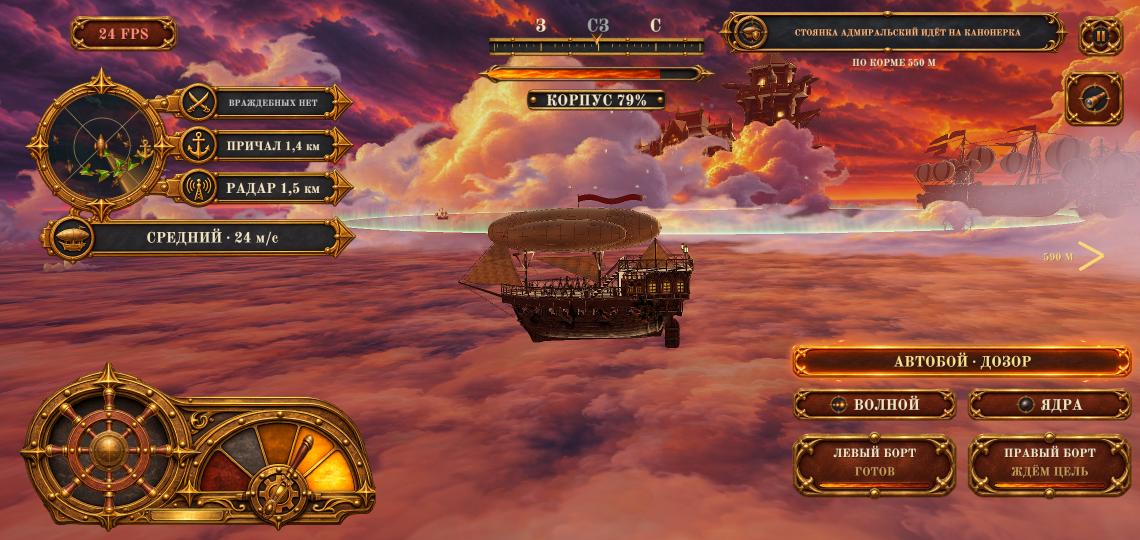 24 FPS
З СЗ С
КОРПУС 79%
СТОЯНКА АДМИРАЛЬСКИЙ ИДЁТ НА КАНОНЕРКА
ПО КОРМЕ 550 М
ВРАЖДЕБНЫХ НЕТ
ПРИЧАЛ 1,4 км
РАДАР 1,5 км
СРЕДНИЙ · 24 м/с
590 М
АВТОБОЙ · ДОЗОР
ВОЛНОЙ
ЯДРА
ЛЕВЫЙ БОРТ
ГОТОВ
ПРАВЫЙ БОРТ
ЖДЁМ ЦЕЛЬ